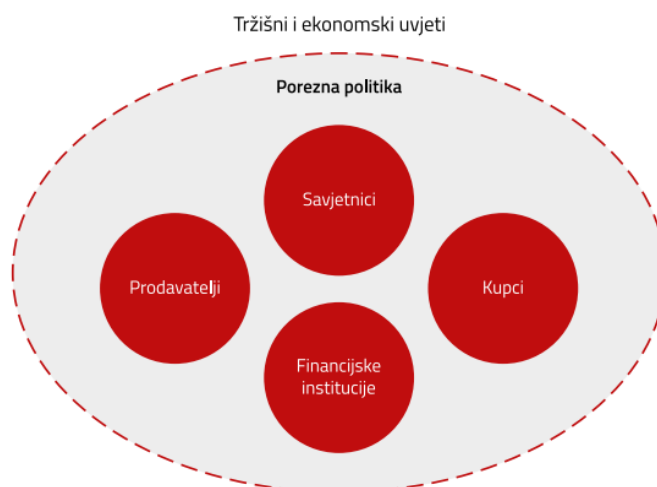 Tržišni i ekonomski uvjeti
Porezna politika
Savjetnici
Prodavatelji
Kupci
Financijske
institucije